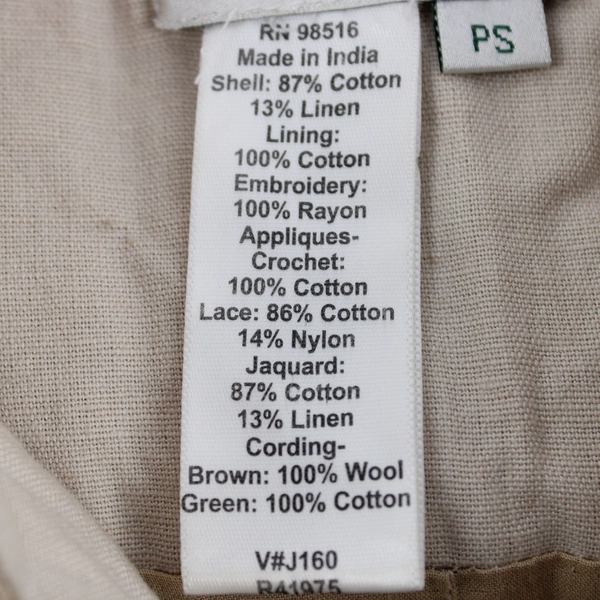 RN 98516
PS
Made in India
Shell: 87% Cotton
13% Linen
Lining:
100% Cotton
Embroidery:
100% Rayon
Appliques-
Crochet:
100% Cotton
Lace: 86% Cotton
14% Nylon
Jaquard:
87% Cotton
13% Linen
Cording-
Brown: 100% Wool
Green: 100% Cotton
V#J160
R41975